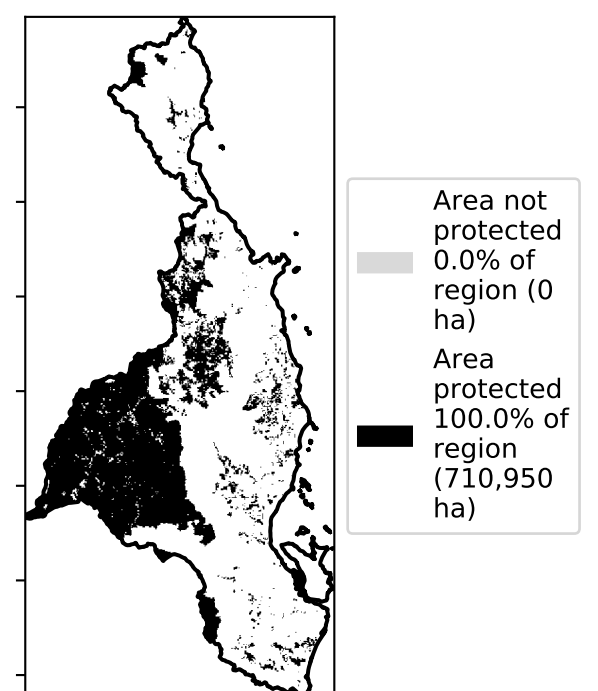 Area not
protected
0.0% of
region (0
ha)
Area
protected
100.0% of
region
(710,950
ha)